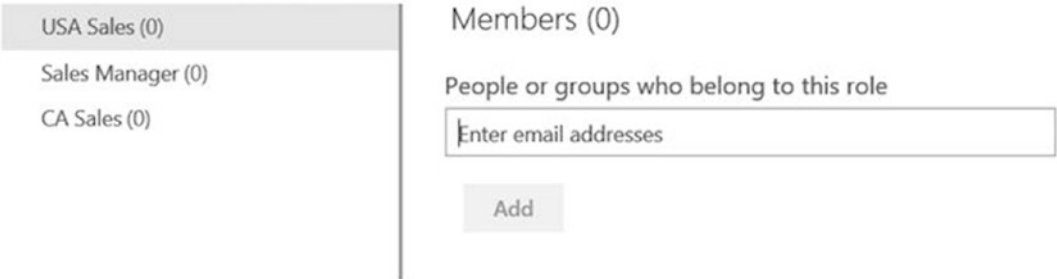 USA Sales (0)
Sales Manager (0)
CA Sales (0)
Members (0)
People or groups who belong to this role
Enter email addresses
Add